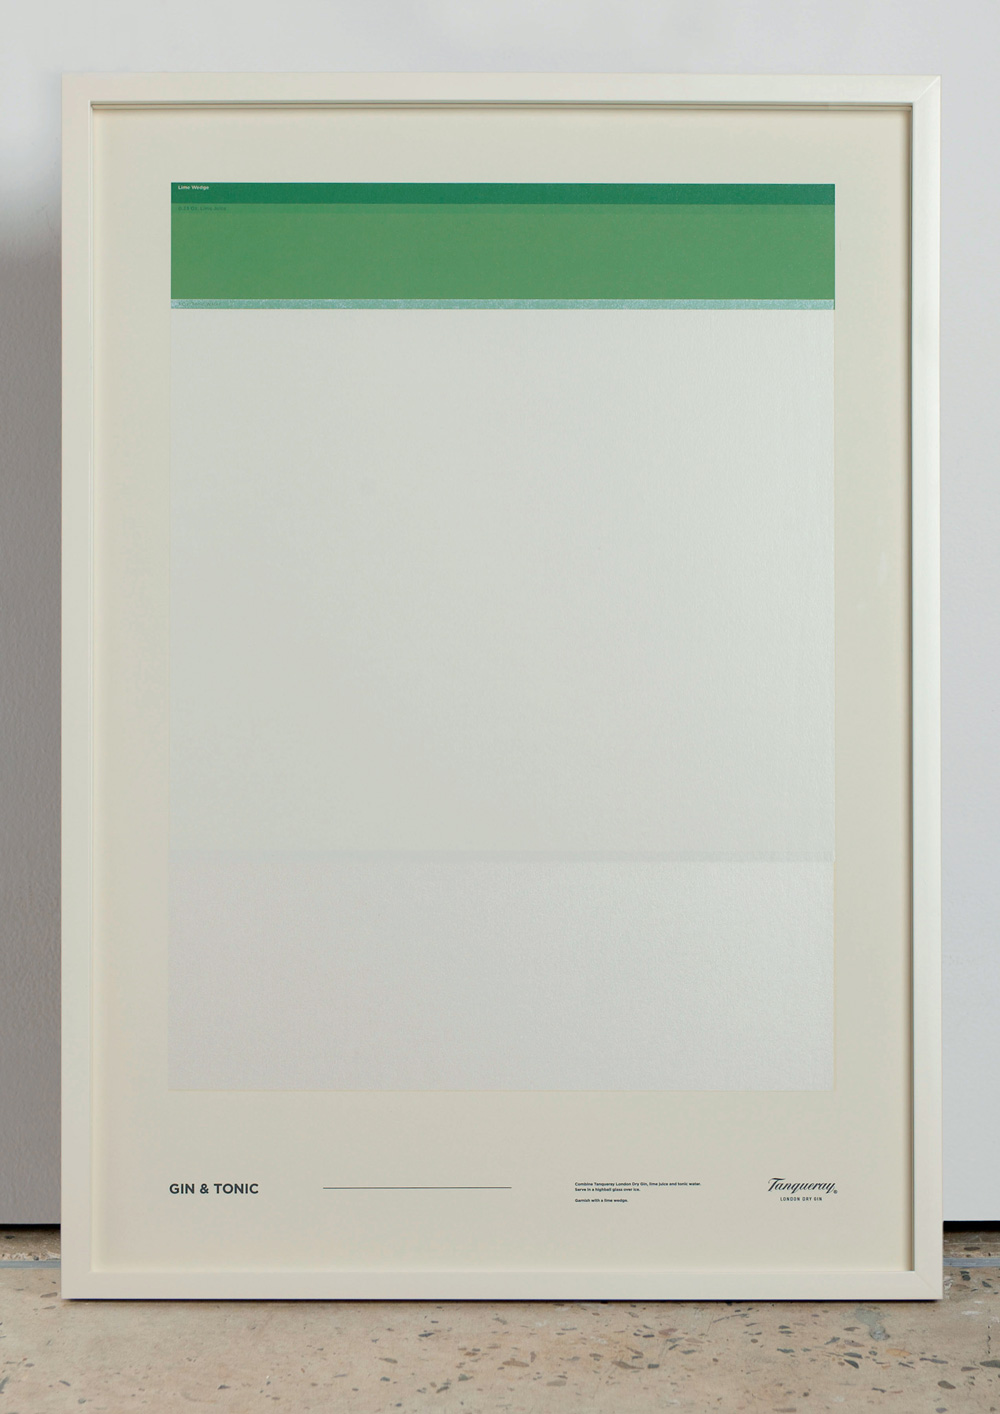 Lime Wedge
GIN & TONIC
Combine Tanqueray London Dry Gin, lime juice and tonic water.
Serve in a highball glass over ice.
Garnish with a lime wedge.
Tanqueray®
LONDON DRY GIN